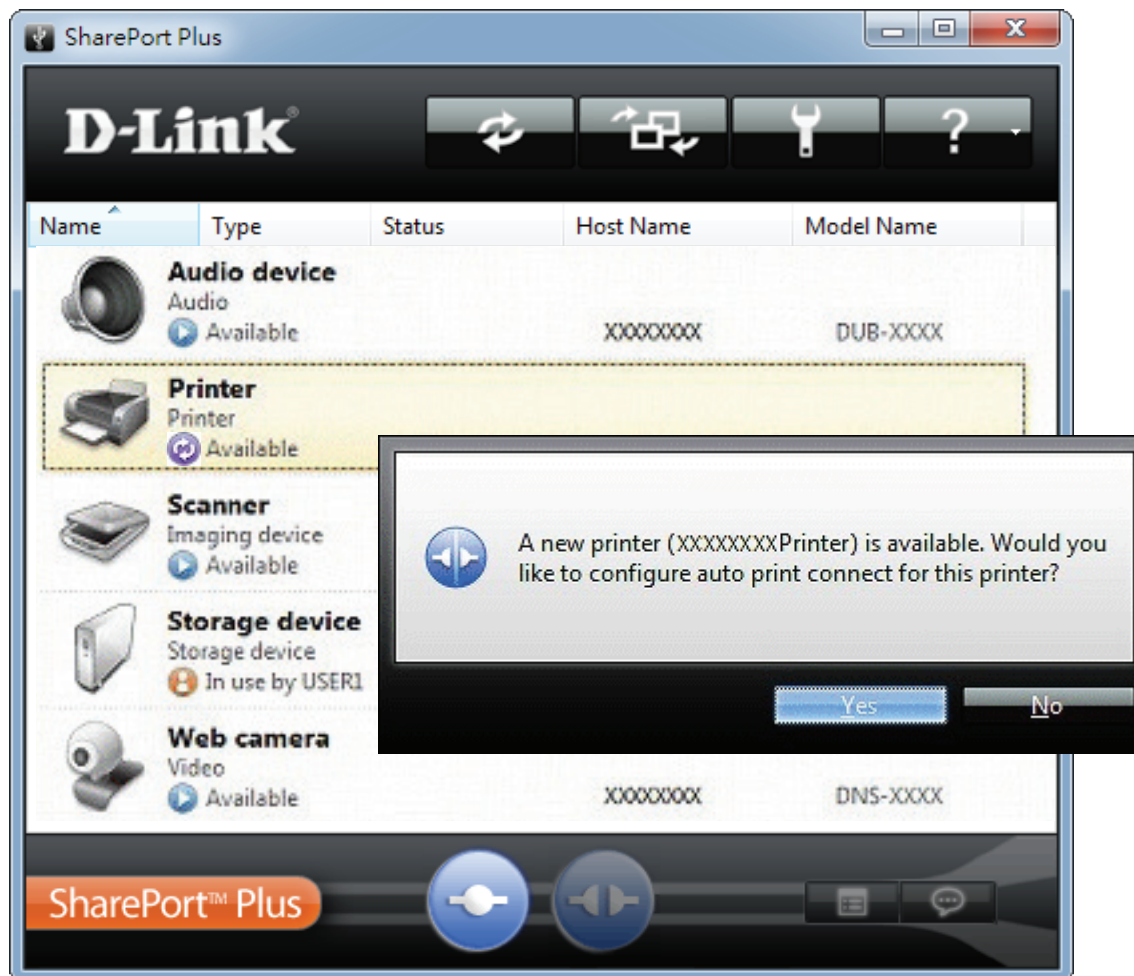 SharePort Plus
D-Link®
?
Name Type Status Host Name Model Name
Audio device
Audio
Available XXXXXXXX DUB-XXXX
Printer
Printer
Available
A new printer (XXXXXXXXPrinter) is available. Would you
like to configure auto print connect for this printer?
Yes No
Scanner
Imaging device
Available
Storage device
Storage device
In use by USER1
Web camera
Video
Available XXXXXXXX DNS-XXXX
SharePort™ Plus